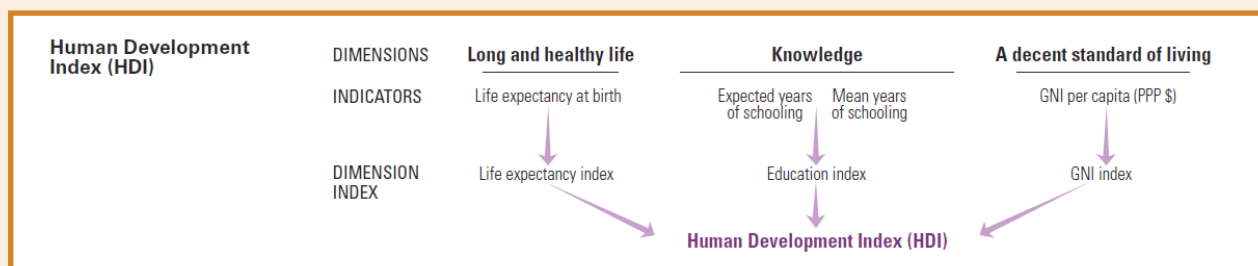 Human Development
Index (HDI)
DIMENSIONS
Long and healthy life
Knowledge
A decent standard of living
INDICATORS
Life expectancy at birth
Expected years
of schooling
Mean years
of schooling
GNI per capita (PPP $)
DIMENSION
INDEX
Life expectancy index
Education index
GNI index
Human Development Index (HDI)